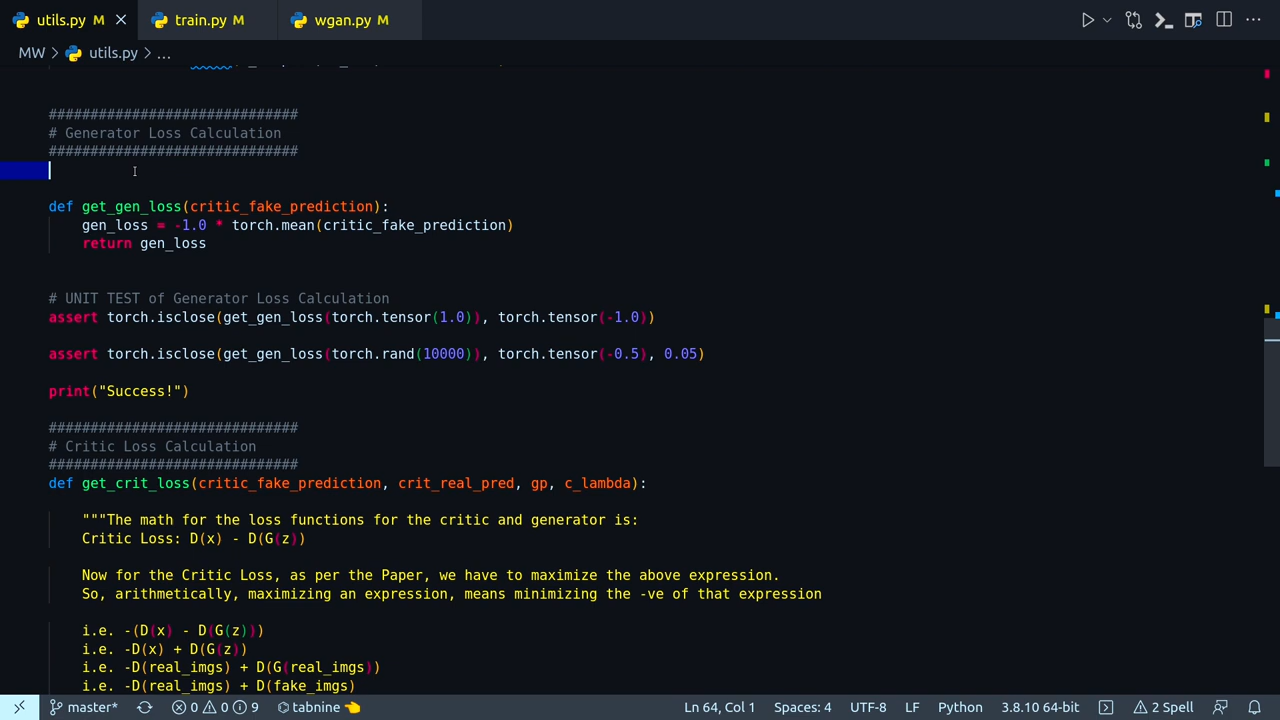 utils.py M
train.py M
wgan.py M
MW > utils.py > ...
##############################
# Generator Loss Calculation
##############################
def get_gen_loss(critic_fake_prediction):
gen_loss = -1.0 * torch.mean(critic_fake_prediction)
return gen_loss
# UNIT TEST of Generator Loss Calculation
assert torch.isclose(get_gen_loss(torch.tensor(1.0)), torch.tensor(-1.0))
assert torch.isclose(get_gen_loss(torch.rand(10000)), torch.tensor(-0.5), 0.05)
print("Success!")
##############################
# Critic Loss Calculation
##############################
def get_crit_loss(critic_fake_prediction, crit_real_pred, gp, c_lambda):
"""The math for the loss functions for the critic and generator is:
Critic Loss: D(x) - D(G(z))
Now for the Critic Loss, as per the Paper, we have to maximize the above expression.
So, arithmetically, maximizing an expression, means minimizing the -ve of that expression
i.e. -(D(x) - D(G(z)))
i.e. -D(x) + D(G(z))
i.e. -D(real_imgs) + D(G(real_imgs))
i.e. -D(real_imgs) + D(fake_imgs)
master* 0 0 9 tabnine 👈 Ln 64, Col 1 Spaces: 4 UTF-8 LF Python 3.8.10 64-bit 2 Spell